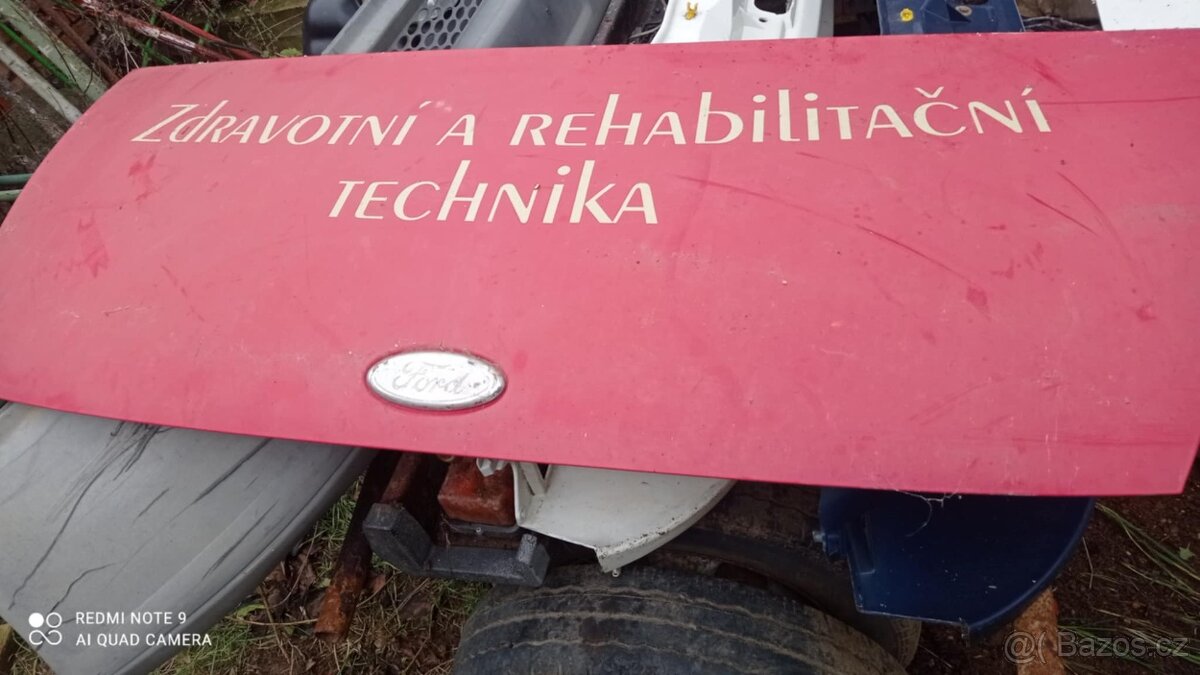 Zdravotní a rehabilitační
technika
Ford
REDMI NOTE 9
AI QUAD CAMERA
@Bazos.cz